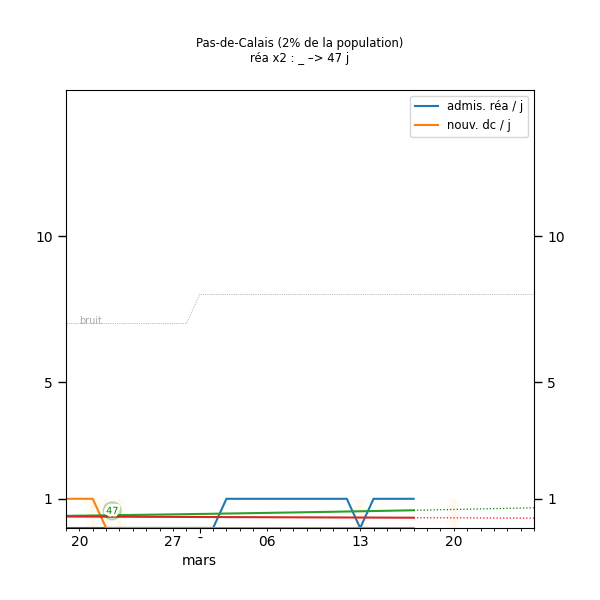 Pas-de-Calais (2% de la population)
réa x2 : _ –> 47 j
admis. réa / j
nouv. dc / j
10 10
bruit
5 5
47
1 1
20 27 - 06 13 20
mars